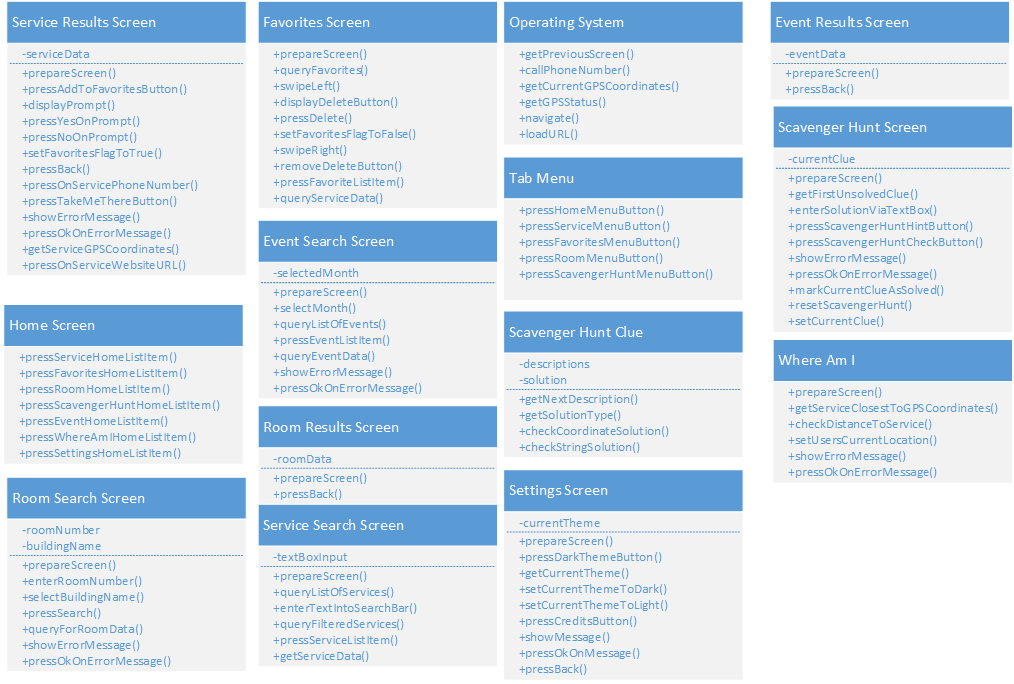 Service Results Screen
-serviceData
+prepareScreen()
+pressAddToFavoritesButton()
+displayPrompt()
+pressYesOnPrompt()
+pressNoOnPrompt()
+setFavoritesFlagToTrue()
+pressBack()
+pressOnServicePhoneNumber()
+pressTakeMeThereButton()
+showErrorMessage()
+pressOkOnErrorMessage()
+getServiceGPSCoordinates()
+pressOnServiceWebsiteURL()
Home Screen
+pressServiceHomeListItem()
+pressFavoritesHomeListItem()
+pressRoomHomeListItem()
+pressScavengerHuntHomeListItem()
+pressEventHomeListItem()
+pressWhereAmIHomeListItem()
+pressSettingsHomeListItem()
Room Search Screen
-roomNumber
-buildingName
+prepareScreen()
+enterRoomNumber()
+selectBuildingName()
+pressSearch()
+queryForRoomData()
+showErrorMessage()
+pressOkOnErrorMessage()
Favorites Screen
+prepareScreen()
+queryFavorites()
+swipeLeft()
+displayDeleteButton()
+pressDelete()
+setFavoritesFlagToFalse()
+swipeRight()
+removeDeleteButton()
+pressFavoriteListItem()
+queryServiceData()
Event Search Screen
-selectedMonth
+prepareScreen()
+selectMonth()
+queryListOfEvents()
+pressEventListItem()
+queryEventData()
+showErrorMessage()
+pressOkOnErrorMessage()
Room Results Screen
-roomData
+prepareScreen()
+pressBack()
Service Search Screen
-textBoxInput
+prepareScreen()
+queryListOfServices()
+enterTextIntoSearchBar()
+queryFilteredServices()
+pressServiceListItem()
+getServiceData()
Operating System
+getPreviousScreen()
+callPhoneNumber()
+getCurrentGPSCoordinates()
+getGPSStatus()
+navigate()
+loadURL()
Tab Menu
+pressHomeMenuButton()
+pressServiceMenuButton()
+pressFavoritesMenuButton()
+pressRoomMenuButton()
+pressScavengerHuntMenuButton()
Scavenger Hunt Clue
-descriptions
-solution
+getNextDescription()
+getSolutionType()
+checkCoordinateSolution()
+checkStringSolution()
Settings Screen
-currentTheme
+prepareScreen()
+pressDarkThemeButton()
+getCurrentTheme()
+setCurrentThemeToDark()
+setCurrentThemeToLight()
+pressCreditsButton()
+showMessage()
+pressOkOnMessage()
+pressBack()
Event Results Screen
-eventData
+prepareScreen()
+pressBack()
Scavenger Hunt Screen
-currentClue
+prepareScreen()
+getFirstUnsolvedClue()
+enterSolutionViaTextBox()
+pressScavengerHuntHintButton()
+pressScavengerHuntCheckButton()
+showErrorMessage()
+pressOkOnErrorMessage()
+markCurrentClueAsSolved()
+resetScavengerHunt()
+setCurrentClue()
Where Am I
+prepareScreen()
+getServiceClosestToGPSCoordinates()
+checkDistanceToService()
+setUsersCurrentLocation()
+showErrorMessage()
+pressOkOnErrorMessage()